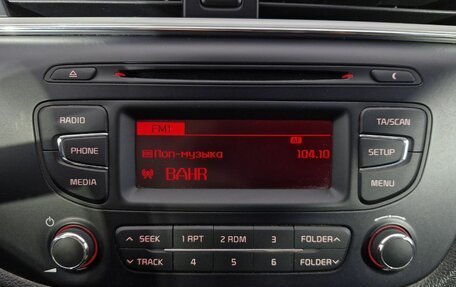 RADIO
FM1
TA/SCAN
AF
PHONE
Поп-музыка 104.10
SETUP
MEDIA
BAHR
MENU
SEEK 1 RPT 2 RDM 3 FOLDER
TRACK 4 5 6 FOLDER